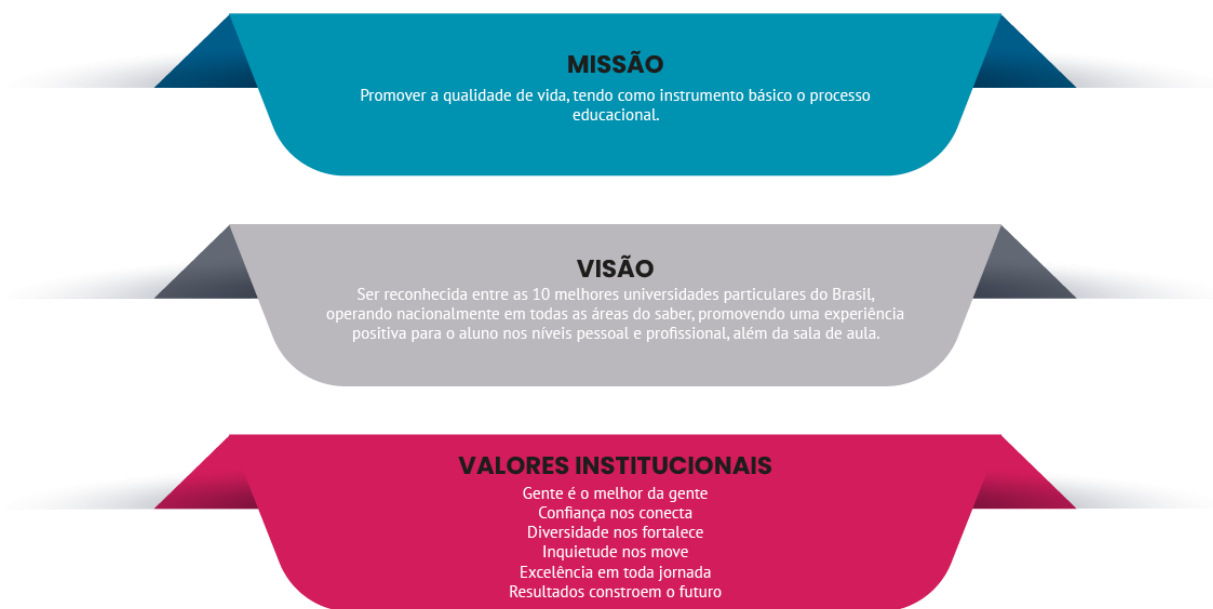 MISSÃO
Promover a qualidade de vida, tendo como instrumento básico o processo
educacional.
VISÃO
Ser reconhecida entre as 10 melhores universidades particulares do Brasil,
operando nacionalmente em todas as áreas do saber, promovendo uma experiência
positiva para o aluno nos níveis pessoal e profissional, além da sala de aula.
VALORES INSTITUCIONAIS
Gente é o melhor da gente
Confiança nos conecta
Diversidade nos fortalece
Inquietude nos move
Excelência em toda jornada
Resultados constroem o futuro